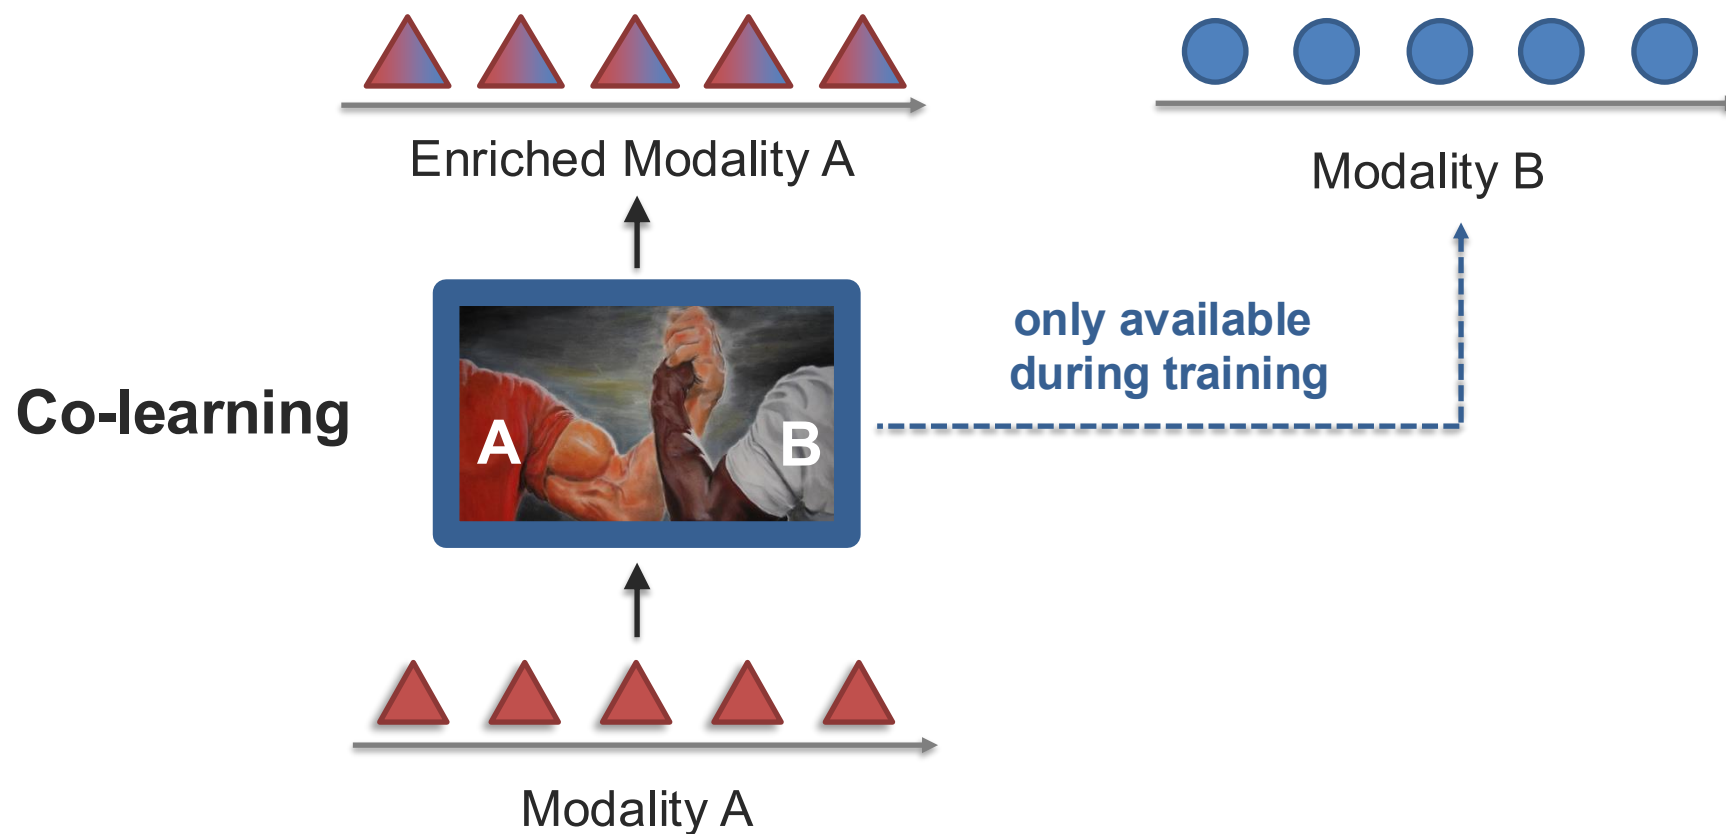 Enriched Modality A
Modality B
only available
during training
Co-learning
A
B
Modality A